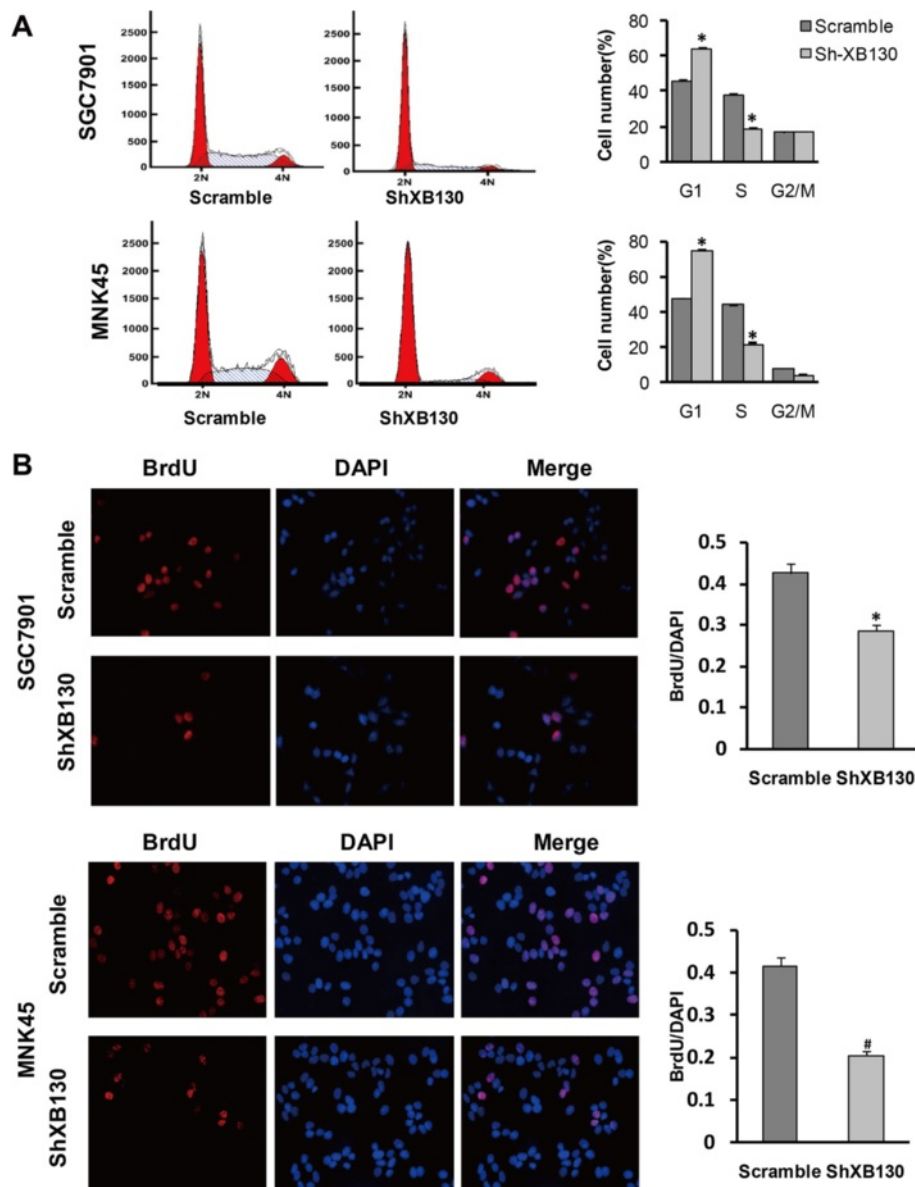 A
SGC7901
2500
2000
1500
1000
500
0
2N
4N
Scramble
2500
2000
1500
1000
500
0
2N
4N
ShXB130
Cell number(%)
80
60
40
20
0
*
*
G1 S G2/M
Scramble
Sh-XB130
MNK45
2500
2000
1500
1000
500
0
2N
4N
Scramble
2500
2000
1500
1000
500
0
2N
4N
ShXB130
Cell number(%)
80
60
40
20
0
*
*
G1 S G2/M
B
BrdU DAPI Merge
SGC7901
Scramble
ShXB130
BrdU/DAPI
0.5
0.4
0.3
0.2
0.1
0
*
Scramble ShXB130
BrdU DAPI Merge
MNK45
Scramble
ShXB130
BrdU/DAPI
0.5
0.4
0.3
0.2
0.1
0
#
Scramble ShXB130